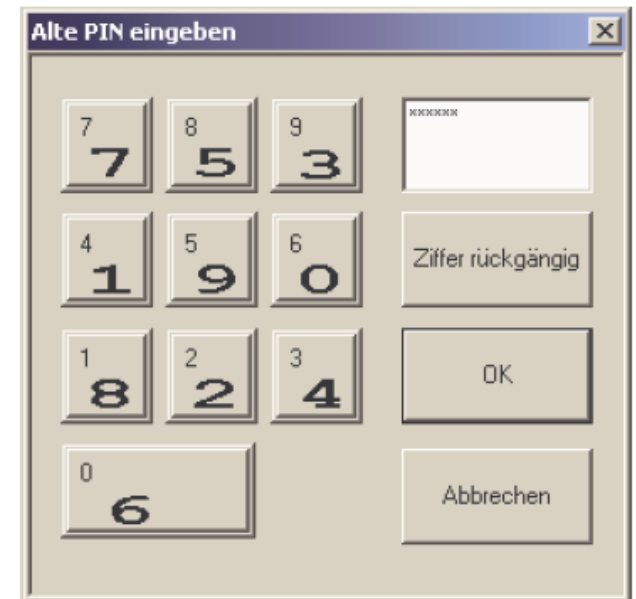 Alte PIN eingeben
7 8 9 xxxxxx
7 5 3
4 5 6 Ziffer rückgängig
1 9 0
1 2 3 OK
8 2 4
0 Abbrechen
6